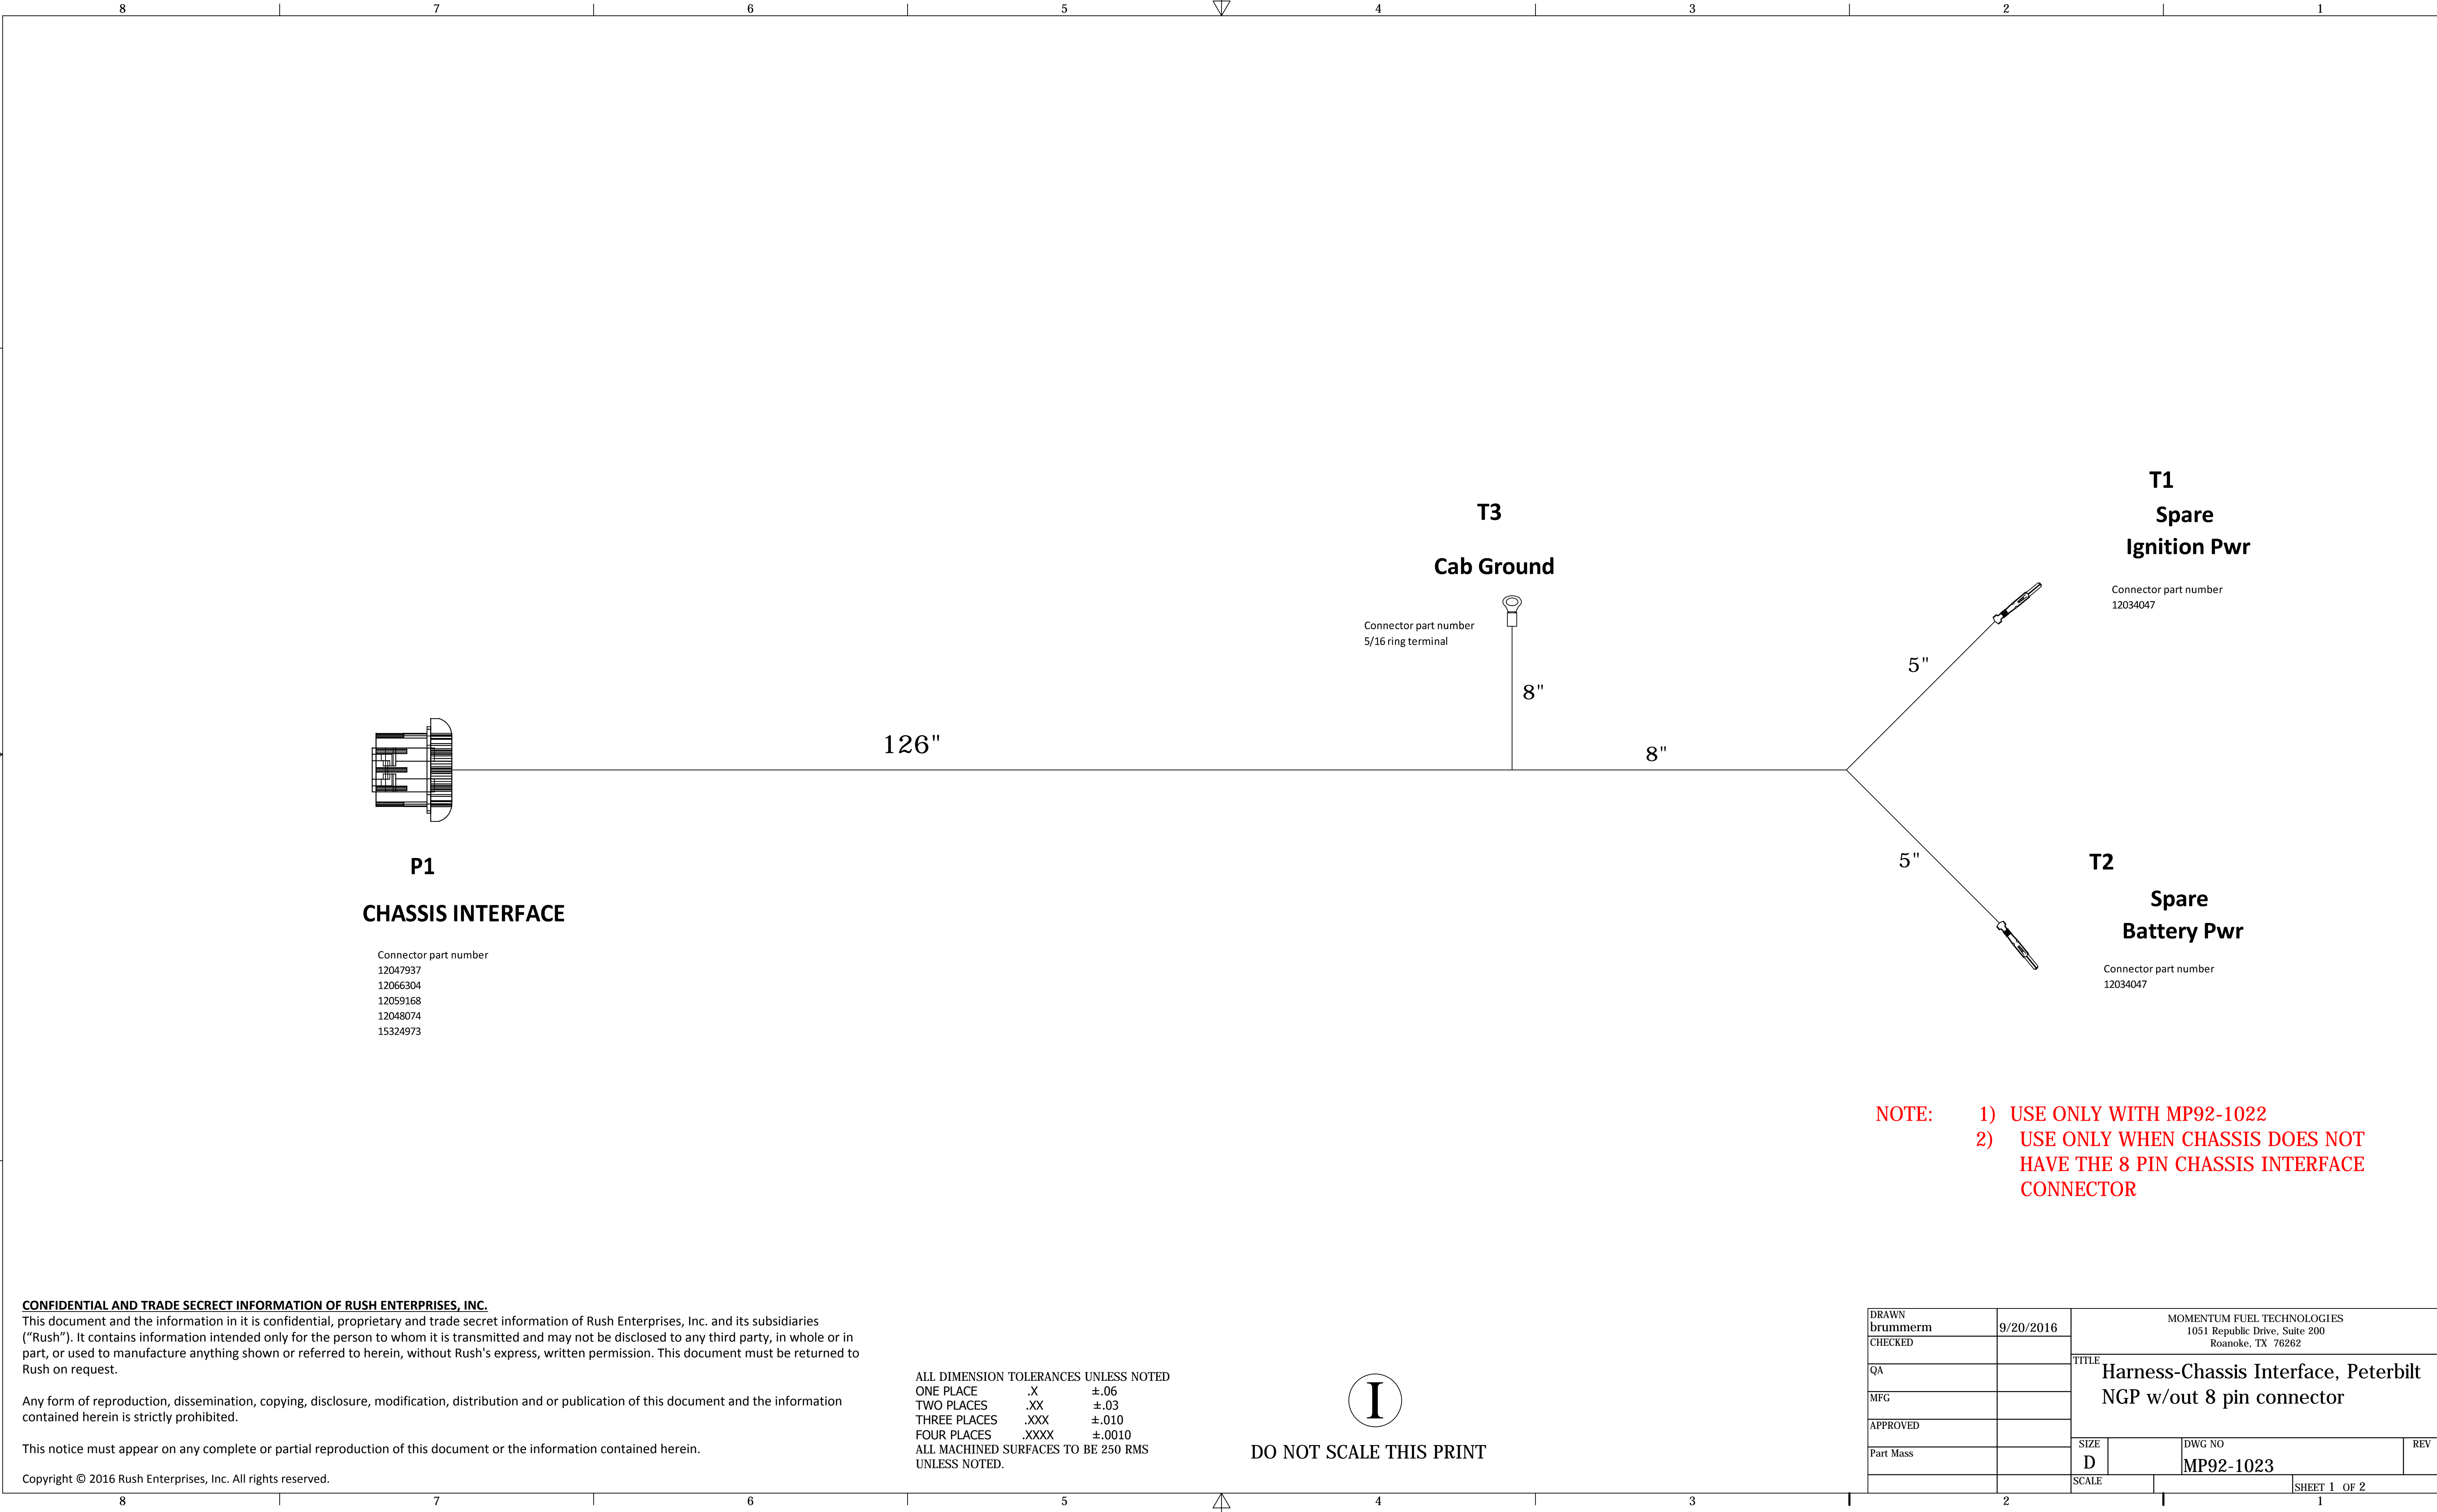 8 7 6 5 4 3 2 1
T1
Spare
Ignition Pwr
Connector part number
12034047
T3
Cab Ground
Connector part number
5/16 ring terminal
5"
8"
126"
8"
5"
P1
CHASSIS INTERFACE
Connector part number
12047937
12066304
12059168
12048074
15324973
T2
Spare
Battery Pwr
Connector part number
12034047
NOTE: 1) USE ONLY WITH MP92-1022
2) USE ONLY WHEN CHASSIS DOES NOT
HAVE THE 8 PIN CHASSIS INTERFACE
CONNECTOR
CONFIDENTIAL AND TRADE SECRECT INFORMATION OF RUSH ENTERPRISES, INC.
This document and the information in it is confidential, proprietary and trade secret information of Rush Enterprises, Inc. and its subsidiaries
(“Rush”). It contains information intended only for the person to whom it is transmitted and may not be disclosed to any third party, in whole or in
part, or used to manufacture anything shown or referred to herein, without Rush's express, written permission. This document must be returned to
Rush on request.
Any form of reproduction, dissemination, copying, disclosure, modification, distribution and or publication of this document and the information
contained herein is strictly prohibited.
This notice must appear on any complete or partial reproduction of this document or the information contained herein.
Copyright © 2016 Rush Enterprises, Inc. All rights reserved.
ALL DIMENSION TOLERANCES UNLESS NOTED
ONE PLACE .X ±.06
TWO PLACES .XX ±.03
THREE PLACES .XXX ±.010
FOUR PLACES .XXXX ±.0010
ALL MACHINED SURFACES TO BE 250 RMS
UNLESS NOTED.
I
DO NOT SCALE THIS PRINT
DRAWN
brummerm 9/20/2016
CHECKED
QA
MFG
APPROVED
Part Mass
MOMENTUM FUEL TECHNOLOGIES
1051 Republic Drive, Suite 200
Roanoke, TX 76262
TITLE
Harness-Chassis Interface, Peterbilt
NGP w/out 8 pin connector
SIZE
D
DWG NO
MP92-1023
REV
SCALE
SHEET 1 OF 2
8 7 6 5 4 3 2 1